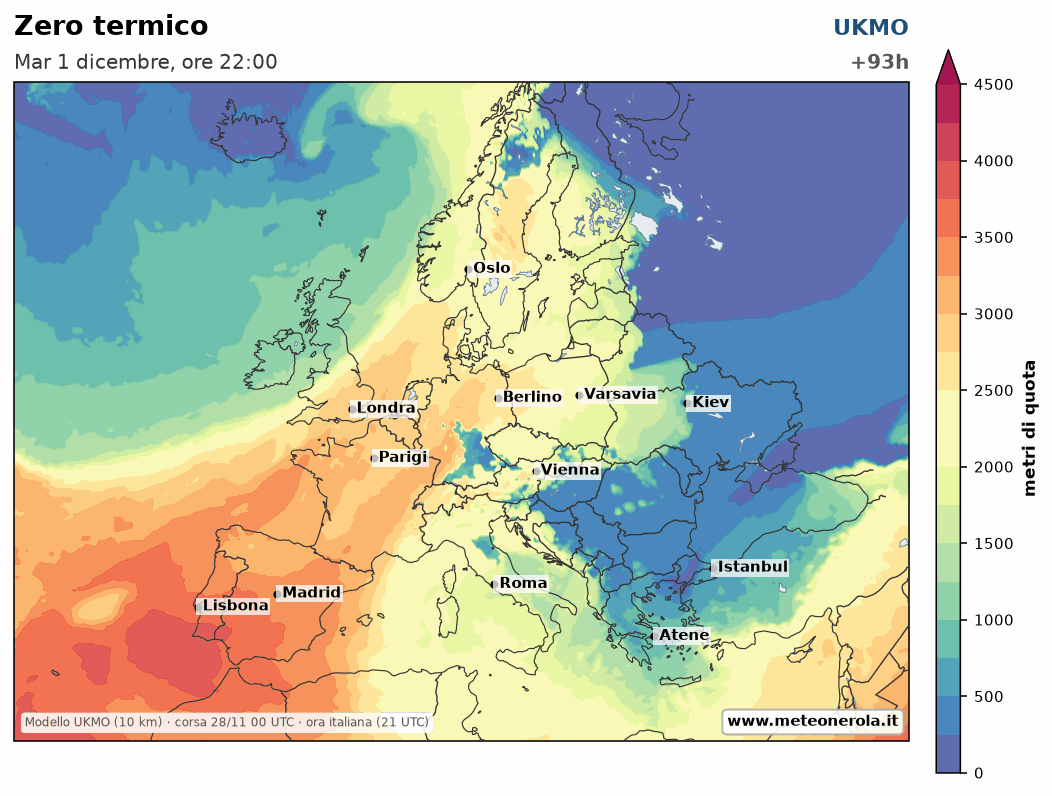 Zero termico
UKMO
Mar 1 dicembre, ore 22:00
+93h
4500
4000
3500
3000
2500
2000
1500
1000
500
0
metri di quota
Oslo
Londra
Berlino
Varsavia
Kiev
Parigi
Vienna
Istanbul
Roma
Madrid
Lisbona
Atene
Modello UKMO (10 km) · corsa 28/11 00 UTC · ora italiana (21 UTC)
www.meteonerola.it